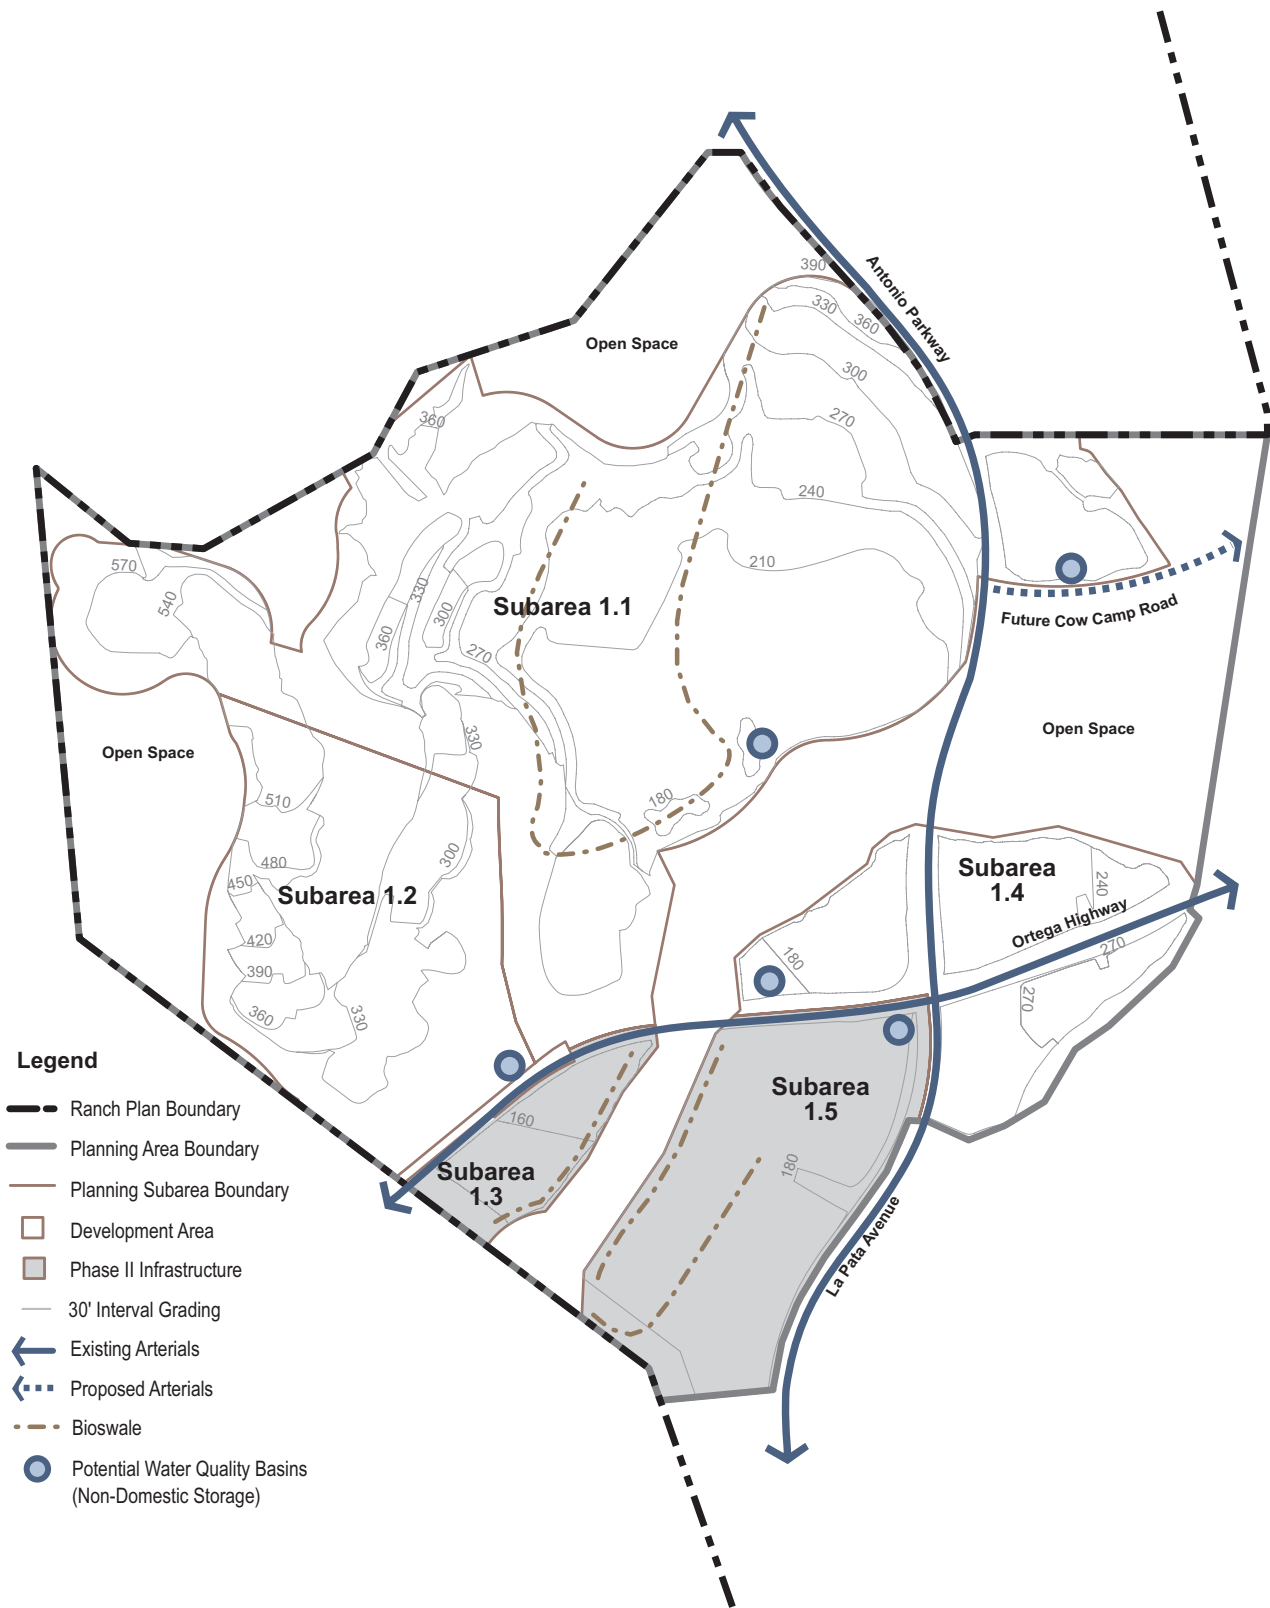 Antonio Parkway
390
330
360
Open Space
300
360
270
240
570
210
540
330
300
Subarea 1.1
Future Cow Camp Road
360
270
Open Space
330
Open Space
510
180
300
480
Subarea
1.4
450
Subarea 1.2
240
Ortega Highway
420
270
180
390
270
360
330
Subarea
1.5
160
Subarea
1.3
180
La Pata Avenue
Legend
Ranch Plan Boundary
Planning Area Boundary
Planning Subarea Boundary
Development Area
Phase II Infrastructure
30' Interval Grading
Existing Arterials
Proposed Arterials
Bioswale
Potential Water Quality Basins
(Non-Domestic Storage)